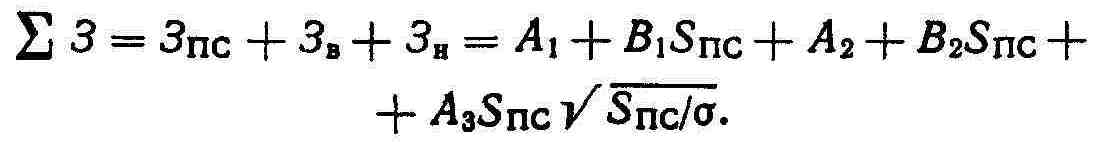 ∑ З = З_ПС + З_в + З_н = A₁ + B₁S_ПС + A₂ + B₂S_ПС +
+ A₃S_ПС √S_ПС/σ.